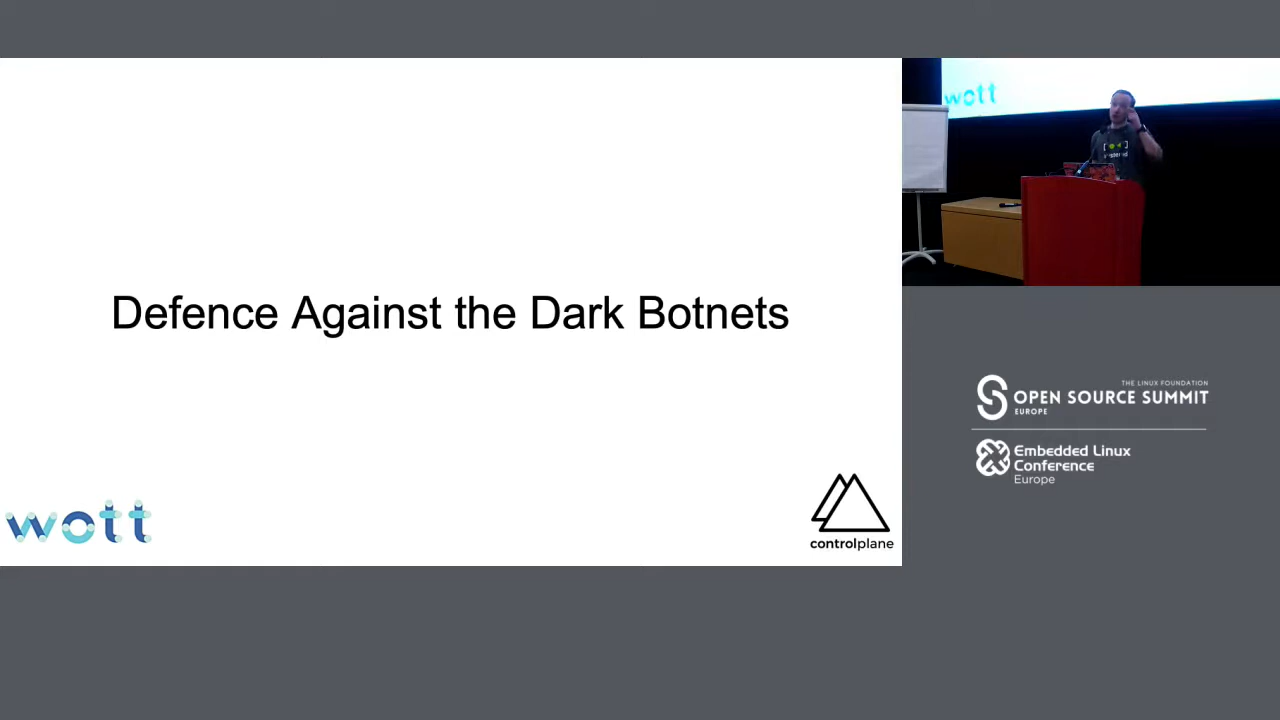 Defence Against the Dark Botnets
wott
controlplane
wott
THE LINUX FOUNDATION
OPEN SOURCE SUMMIT
EUROPE
Embedded Linux
Conference
Europe